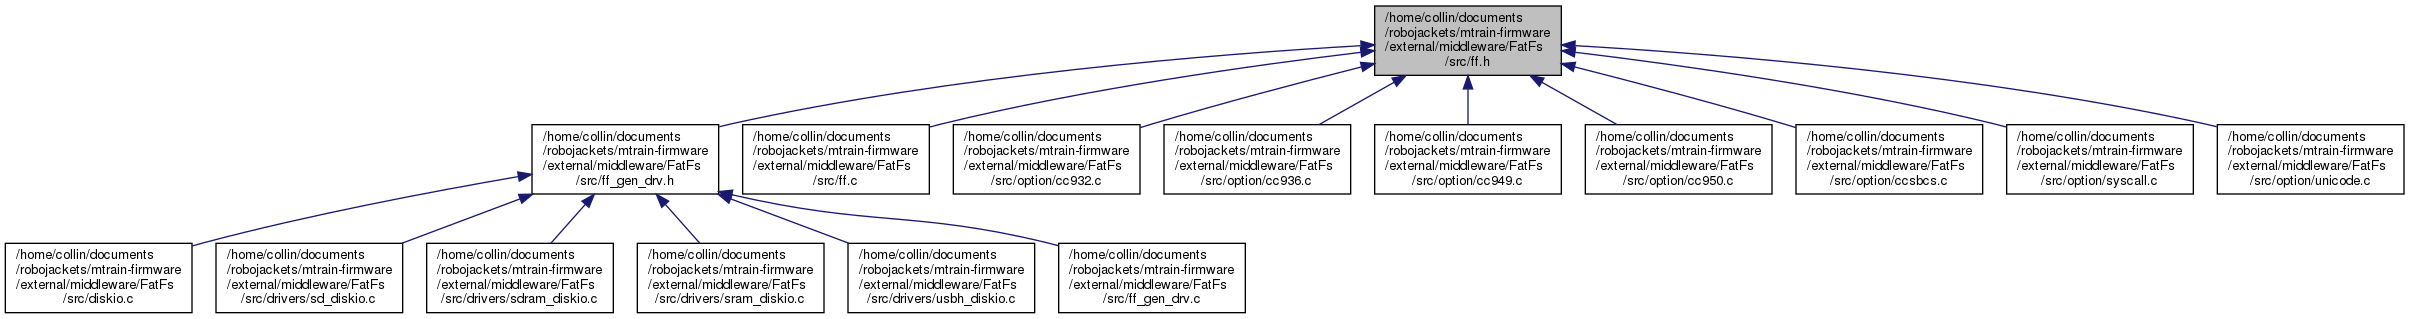 /home/collin/documents
/robojackets/mtrain-firmware
/external/middleware/FatFs
/src/ff.h
/home/collin/documents
/robojackets/mtrain-firmware
/external/middleware/FatFs
/src/ff_gen_drv.h
/home/collin/documents
/robojackets/mtrain-firmware
/external/middleware/FatFs
/src/ff.c
/home/collin/documents
/robojackets/mtrain-firmware
/external/middleware/FatFs
/src/option/cc932.c
/home/collin/documents
/robojackets/mtrain-firmware
/external/middleware/FatFs
/src/option/cc936.c
/home/collin/documents
/robojackets/mtrain-firmware
/external/middleware/FatFs
/src/option/cc949.c
/home/collin/documents
/robojackets/mtrain-firmware
/external/middleware/FatFs
/src/option/cc950.c
/home/collin/documents
/robojackets/mtrain-firmware
/external/middleware/FatFs
/src/option/ccsbcs.c
/home/collin/documents
/robojackets/mtrain-firmware
/external/middleware/FatFs
/src/option/syscall.c
/home/collin/documents
/robojackets/mtrain-firmware
/external/middleware/FatFs
/src/option/unicode.c
/home/collin/documents
/robojackets/mtrain-firmware
/external/middleware/FatFs
/src/diskio.c
/home/collin/documents
/robojackets/mtrain-firmware
/external/middleware/FatFs
/src/drivers/sd_diskio.c
/home/collin/documents
/robojackets/mtrain-firmware
/external/middleware/FatFs
/src/drivers/sdram_diskio.c
/home/collin/documents
/robojackets/mtrain-firmware
/external/middleware/FatFs
/src/drivers/sram_diskio.c
/home/collin/documents
/robojackets/mtrain-firmware
/external/middleware/FatFs
/src/drivers/usbh_diskio.c
/home/collin/documents
/robojackets/mtrain-firmware
/external/middleware/FatFs
/src/ff_gen_drv.c